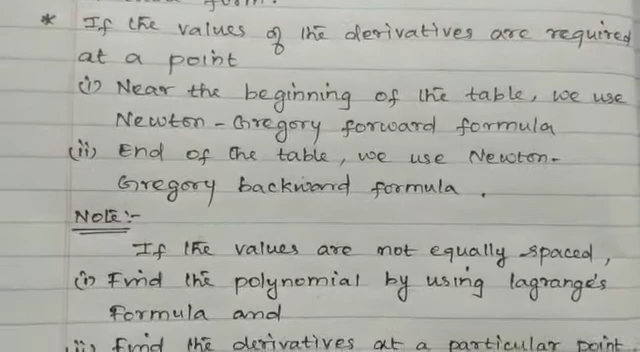 * If the values of the derivatives are required
at a point
(i) Near the beginning of the table, we use
Newton-Gregory forward formula
(ii) End of the table, we use Newton-
Gregory backward formula.
Note:-
If the values are not equally spaced,
(i) Find the polynomial by using lagrange's
formula and
(ii) find the derivatives at a particular point